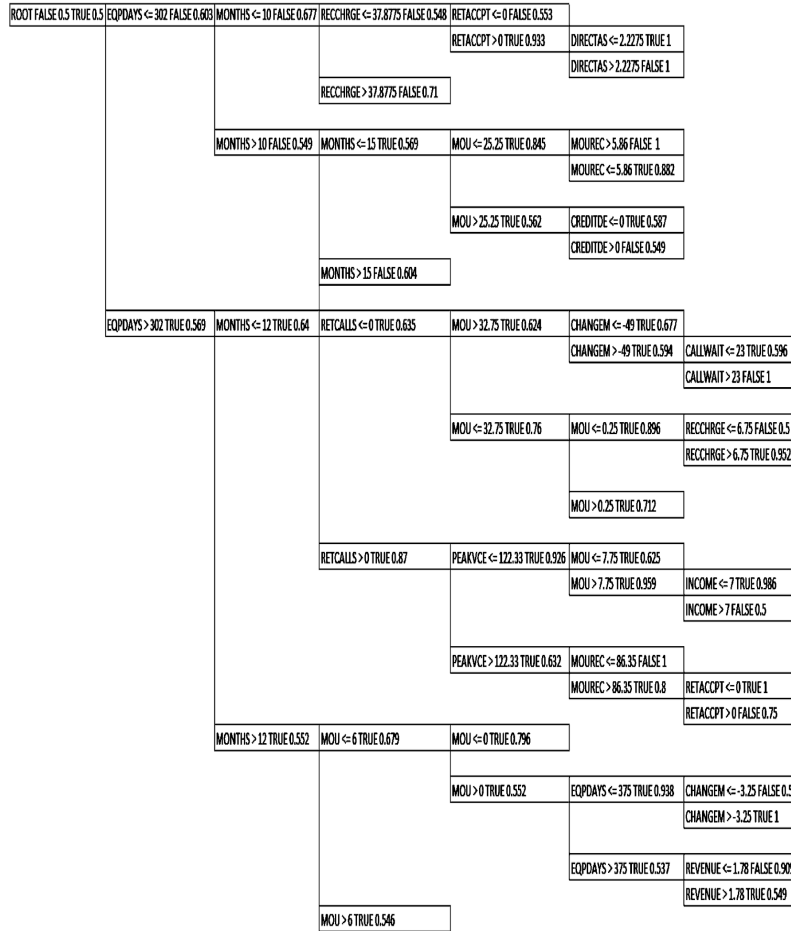 ROOT FALSE 0.5 TRUE 0.5 EQPDAYS <= 302 FALSE 0.603 MONTHS <= 10 FALSE 0.677 RECCHRGE <= 37.8775 FALSE 0.548 RETACCPT <= 0 FALSE 0.553
RETACCPT > 0 TRUE 0.933 DIRECTAS <= 2.2275 TRUE 1
DIRECTAS > 2.2275 FALSE 1
RECCHRGE > 37.8775 FALSE 0.71
MONTHS > 10 FALSE 0.549 MONTHS <= 15 TRUE 0.569 MOU <= 25.25 TRUE 0.845 MOUREC > 5.86 FALSE 1
MOUREC <= 5.86 TRUE 0.882
MOU > 25.25 TRUE 0.562 CREDITDE <= 0 TRUE 0.587
CREDITDE > 0 FALSE 0.549
MONTHS > 15 FALSE 0.604
EQPDAYS > 302 TRUE 0.569 MONTHS <= 12 TRUE 0.64 RETCALLS <= 0 TRUE 0.635 MOU > 32.75 TRUE 0.624 CHANGEM <= -49 TRUE 0.677
CHANGEM > -49 TRUE 0.594 CALLWAIT <= 23 TRUE 0.596
CALLWAIT > 23 FALSE 1
MOU <= 32.75 TRUE 0.76 MOU <= 0.25 TRUE 0.896 RECCHRGE <= 6.75 FALSE 0.5
RECCHRGE > 6.75 TRUE 0.952
MOU > 0.25 TRUE 0.712
RETCALLS > 0 TRUE 0.87 PEAKVCE <= 122.33 TRUE 0.926 MOU <= 7.75 TRUE 0.625
MOU > 7.75 TRUE 0.959 INCOME <= 7 TRUE 0.986
INCOME > 7 FALSE 0.5
PEAKVCE > 122.33 TRUE 0.632 MOUREC <= 86.35 FALSE 1
MOUREC > 86.35 TRUE 0.8 RETACCPT <= 0 TRUE 1
RETACCPT > 0 FALSE 0.75
MONTHS > 12 TRUE 0.552 MOU <= 6 TRUE 0.679 MOU <= 0 TRUE 0.796
MOU > 0 TRUE 0.552 EQPDAYS <= 375 TRUE 0.938 CHANGEM <= -3.25 FALSE 0.5
CHANGEM > -3.25 TRUE 1
EQPDAYS > 375 TRUE 0.537 REVENUE <= 1.78 FALSE 0.909
REVENUE > 1.78 TRUE 0.549
MOU > 6 TRUE 0.546